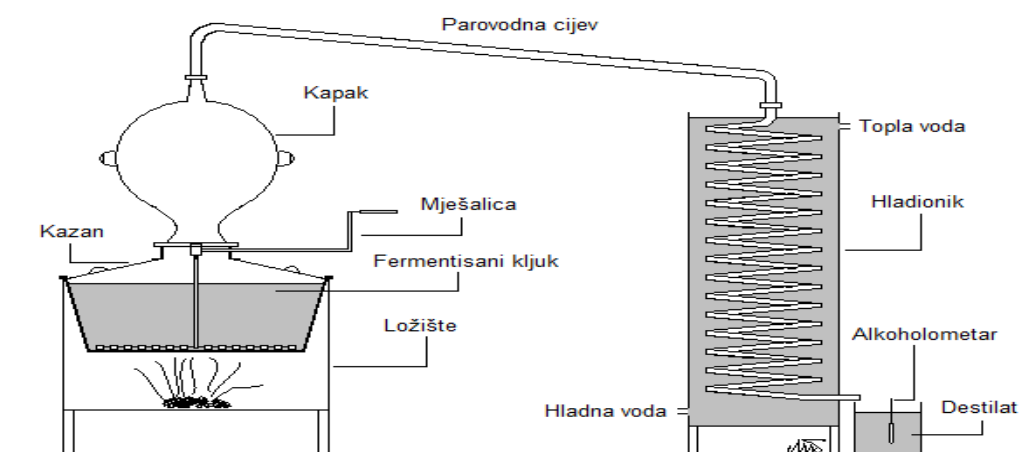 Parovodna cijev
Kapak
Topla voda
Mješalica
Hladionik
Kazan
Fermentisani kljuk
Ložište
Alkoholometar
Hladna voda
Destilat